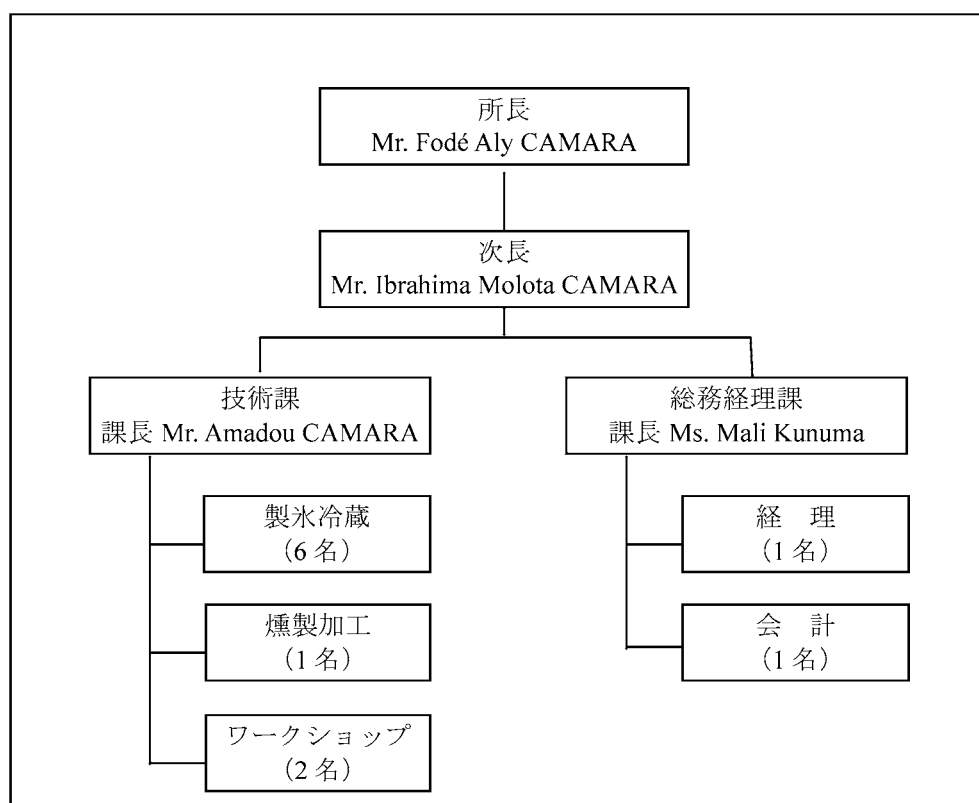 所長
Mr. Fodé Aly CAMARA
次長
Mr. Ibrahima Molota CAMARA
技術課
課長 Mr. Amadou CAMARA
製氷冷蔵
(6 名)
燻製加工
(1 名)
ワークショップ
(2 名)
総務経理課
課長 Ms. Mali Kunuma
経　理
(1 名)
会　計
(1 名)